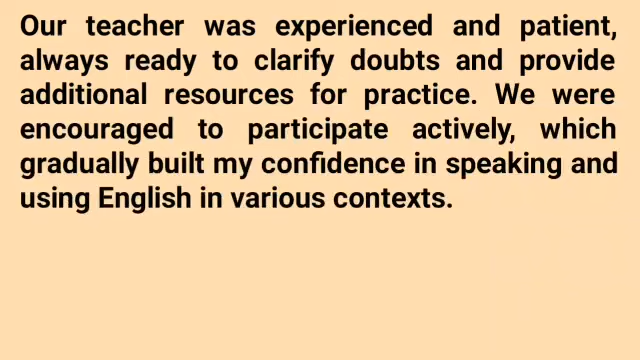 Our teacher was experienced and patient,
always ready to clarify doubts and provide
additional resources for practice. We were
encouraged to participate actively, which
gradually built my confidence in speaking and
using English in various contexts.